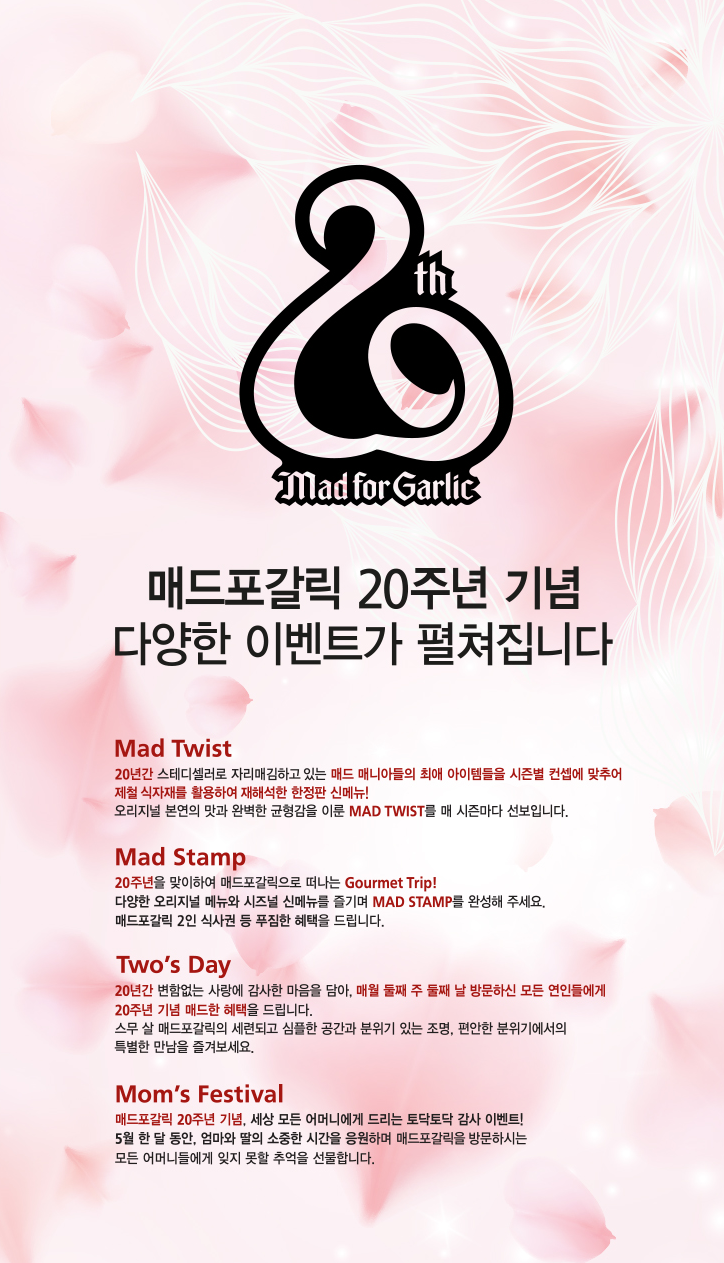 20th
Mad for Garlic
매드포갈릭 20주년 기념
다양한 이벤트가 펼쳐집니다
Mad Twist
20년간 스테디셀러로 자리매김하고 있는 매드 매니아들의 최애 아이템들을 시즌별 컨셉에 맞추어
제철 식자재를 활용하여 재해석한 한정판 신메뉴!
오리지널 본연의 맛과 완벽한 균형감을 이룬 MAD TWIST를 매 시즌마다 선보입니다.
Mad Stamp
20주년을 맞이하여 매드포갈릭으로 떠나는 Gourmet Trip!
다양한 오리지널 메뉴와 시즈널 신메뉴를 즐기며 MAD STAMP를 완성해 주세요.
매드포갈릭 2인 식사권 등 푸짐한 혜택을 드립니다.
Two's Day
20년간 변함없는 사랑에 감사한 마음을 담아, 매월 둘째 주 둘째 날 방문하신 모든 연인들에게
20주년 기념 매드한 혜택을 드립니다.
스무 살 매드포갈릭의 세련되고 심플한 공간과 분위기 있는 조명, 편안한 분위기에서의
특별한 만남을 즐겨보세요.
Mom's Festival
매드포갈릭 20주년 기념, 세상 모든 어머니에게 드리는 토닥토닥 감사 이벤트!
5월 한 달 동안, 엄마와 딸의 소중한 시간을 응원하며 매드포갈릭을 방문하시는
모든 어머니들에게 잊지 못할 추억을 선물합니다.